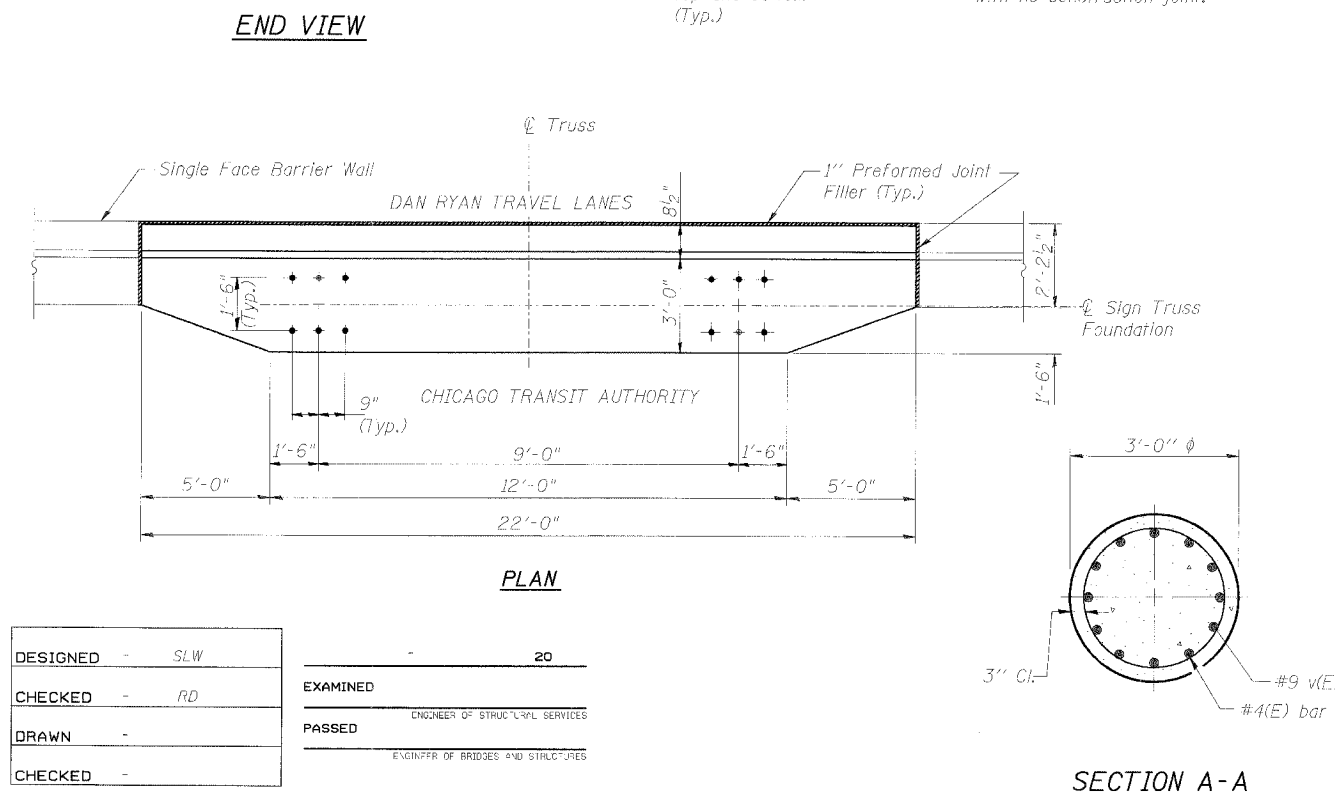 END VIEW
(Typ.)
℄ Truss
Single Face Barrier Wall
DAN RYAN TRAVEL LANES
8½"
1" Preformed Joint
Filler (Typ.)
1'-6"
(Typ.)
3'-0"
2'-2½"
℄ Sign Truss
Foundation
1'-6"
CHICAGO TRANSIT AUTHORITY
9"
(Typ.)
1'-6"
9'-0"
1'-6"
5'-0"
12'-0"
5'-0"
22'-0"
PLAN
3'-0" φ
3" Cl.
#9 v(E
#4(E) bar
SECTION A-A
DESIGNED - SLW
CHECKED - RD
DRAWN -
CHECKED -
- 20
EXAMINED
ENGINEER OF STRUCTURAL SERVICES
PASSED
ENGINEER OF BRIDGES AND STRUCTURES